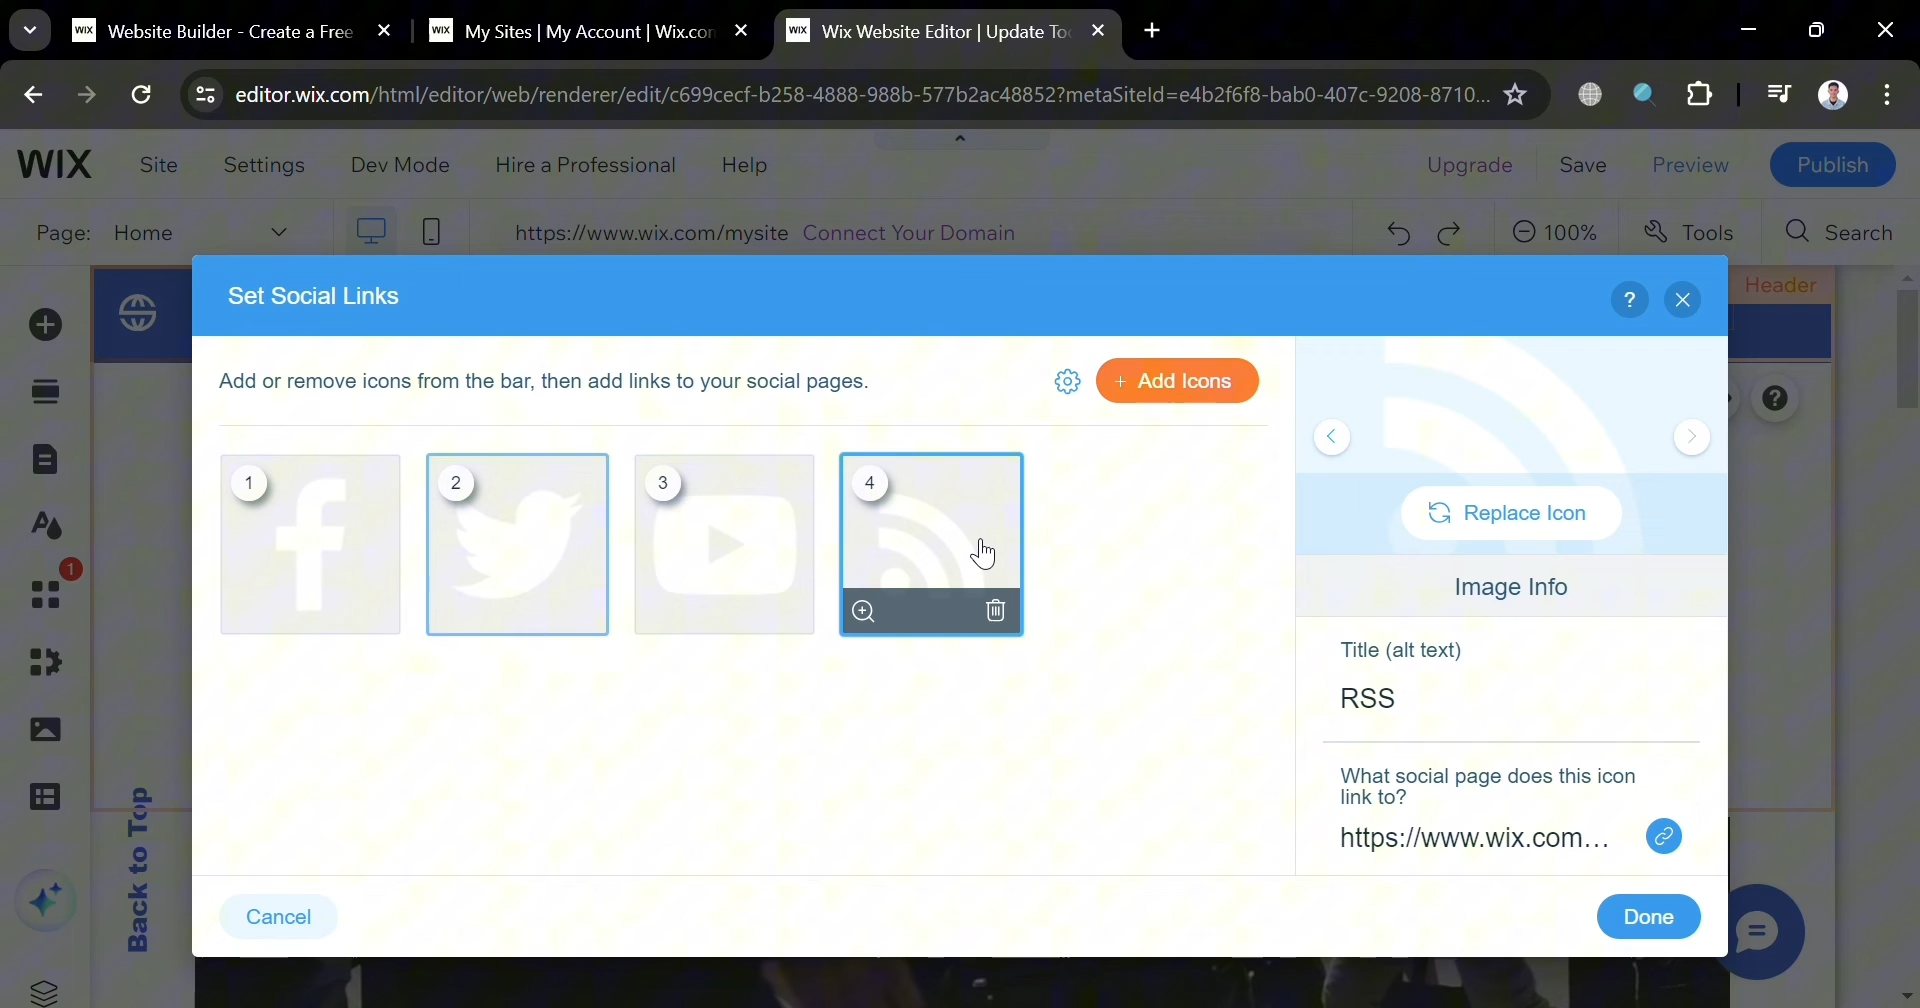 WIX Website Builder - Create a Free
WIX My Sites | My Account | Wix.co
WIX Wix Website Editor | Update To
editor.wix.com/html/editor/web/renderer/edit/c699cecf-b258-4888-988b-577b2ac48852?metaSiteId=e4b2f6f8-bab0-407c-9208-8710...
WIX Site Settings Dev Mode Hire a Professional Help Upgrade Save Preview Publish
Page: Home https://www.wix.com/mysite Connect Your Domain 100% Tools Search
Header
Set Social Links ?
Add or remove icons from the bar, then add links to your social pages.
+ Add Icons
?
1 2 3 4
Replace Icon
1
Image Info
Title (alt text)
RSS
What social page does this icon
link to?
https://www.wix.com...
Back to Top
Cancel
Done